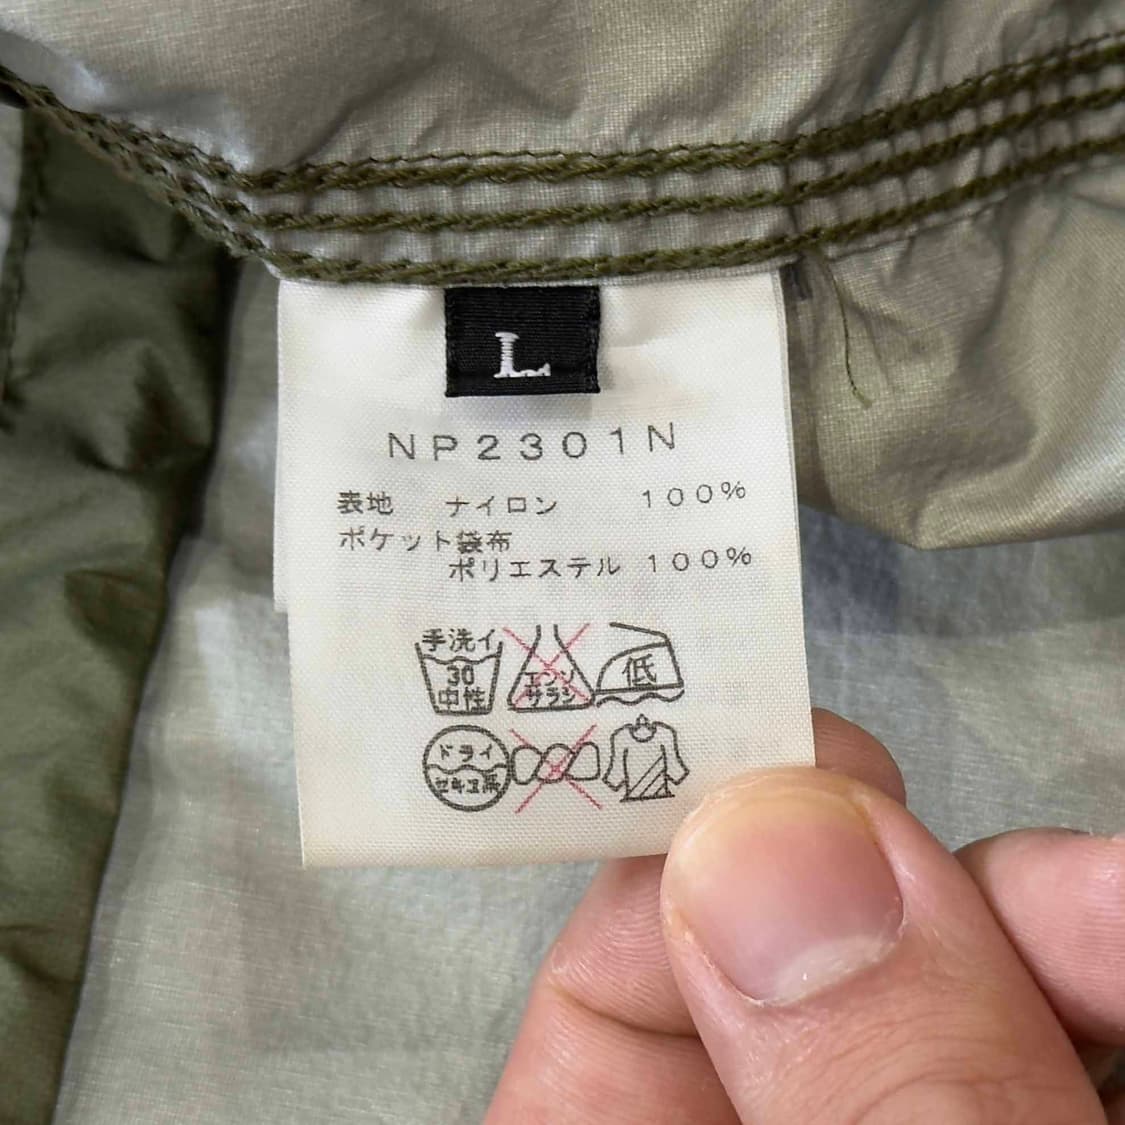 L
NP2301N
表地 ナイロン 100%
ポケット袋布
ポリエステル 100%
手洗イ
30
中性
エンソ
サラシ
低
ドライ
セキユ系